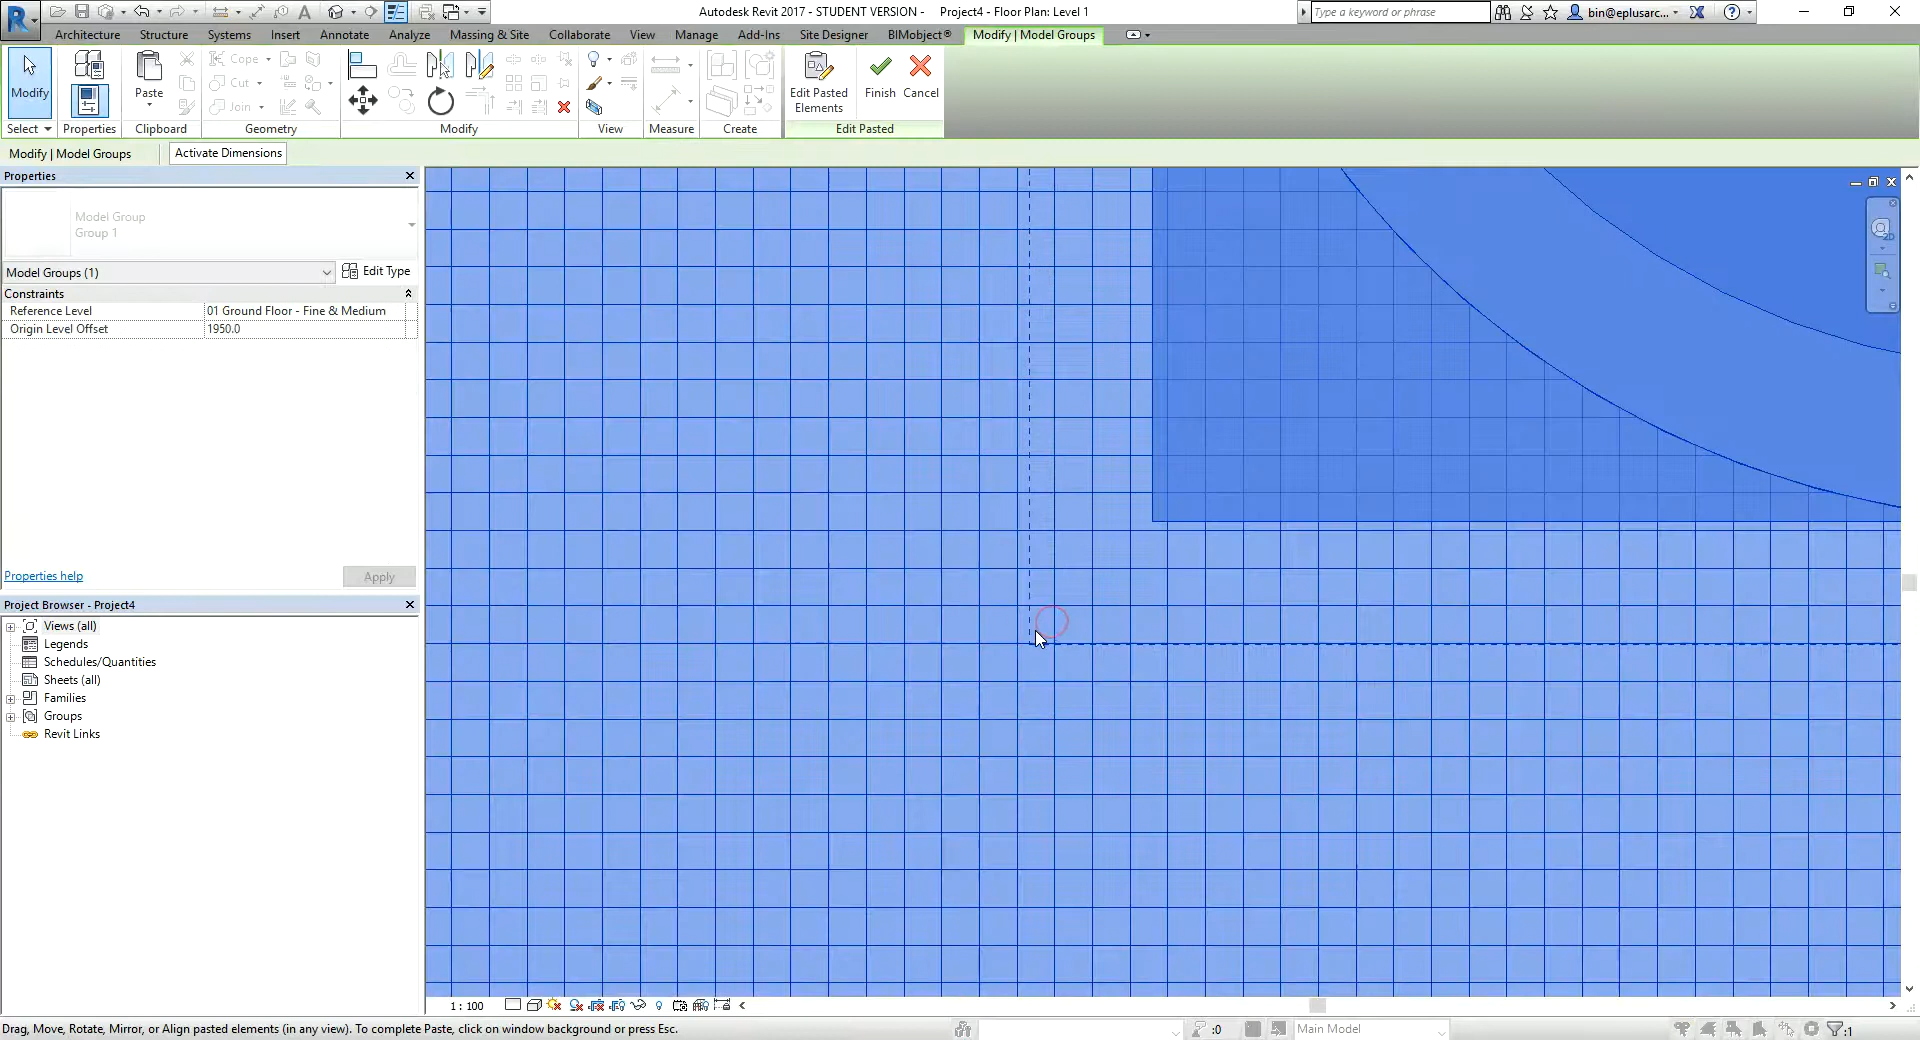 Autodesk Revit 2017 - STUDENT VERSION - Project4 - Floor Plan: Level 1
Type a keyword or phrase
bin@eplusarc...
Architecture Structure Systems Insert Annotate Analyze Massing & Site Collaborate View Manage Add-Ins Site Designer BIMobject® Modify | Model Groups
Modify
Paste
Cope
Cut
Join
Edit Pasted
Elements
Finish
Cancel
Select Properties Clipboard Geometry Modify View Measure Create Edit Pasted
Modify | Model Groups Activate Dimensions
Properties
Model Group
Group 1
Model Groups (1)
Edit Type
Constraints
Reference Level 01 Ground Floor - Fine & Medium
Origin Level Offset 1950.0
Properties help
Apply
Project Browser - Project4
Views (all)
Legends
Schedules/Quantities
Sheets (all)
Families
Groups
Revit Links
2D
1 : 100
Drag, Move, Rotate, Mirror, or Align pasted elements (in any view). To complete Paste, click on window background or press Esc.
:0
Main Model
:1